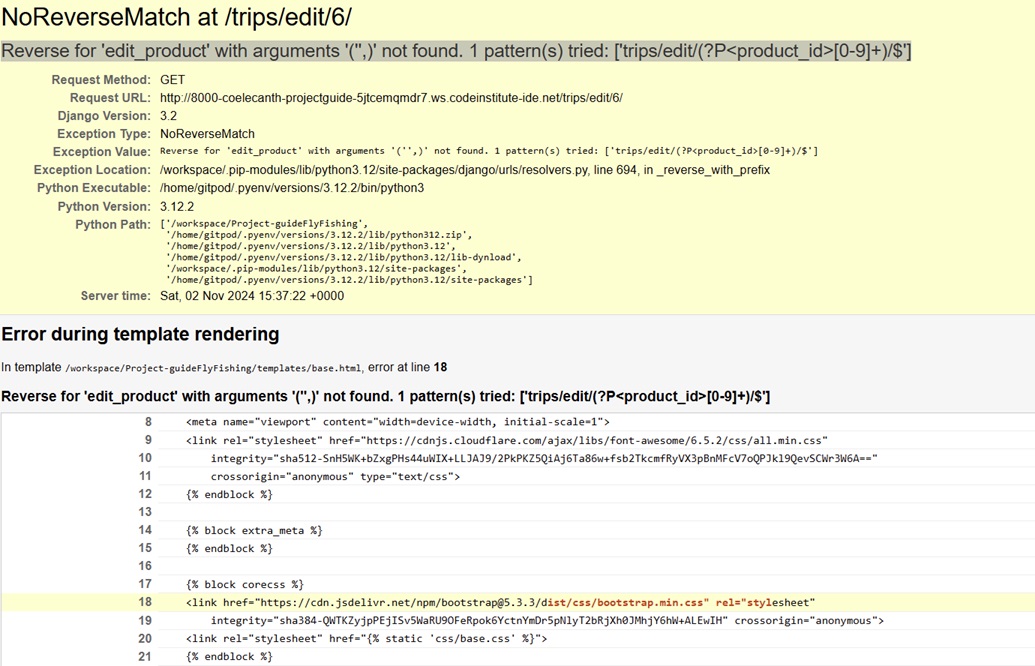 NoReverseMatch at /trips/edit/6/
Reverse for 'edit_product' with arguments '('',)' not found. 1 pattern(s) tried: ['trips/edit/(?P<product_id>[0-9]+)/$']
Request Method: GET
Request URL: http://8000-coelecanth-projectguide-5jtcemqmdr7.ws.codeinstitute-ide.net/trips/edit/6/
Django Version: 3.2
Exception Type: NoReverseMatch
Exception Value: Reverse for 'edit_product' with arguments '('',)' not found. 1 pattern(s) tried: ['trips/edit/(?P<product_id>[0-9]+)/$']
Exception Location: /workspace/.pip-modules/lib/python3.12/site-packages/django/urls/resolvers.py, line 694, in _reverse_with_prefix
Python Executable: /home/gitpod/.pyenv/versions/3.12.2/bin/python3
Python Version: 3.12.2
Python Path: ['/workspace/Project-guideFlyFishing',
'/home/gitpod/.pyenv/versions/3.12.2/lib/python312.zip',
'/home/gitpod/.pyenv/versions/3.12.2/lib/python3.12',
'/home/gitpod/.pyenv/versions/3.12.2/lib/python3.12/lib-dynload',
'/workspace/.pip-modules/lib/python3.12/site-packages',
'/home/gitpod/.pyenv/versions/3.12.2/lib/python3.12/site-packages']
Server time: Sat, 02 Nov 2024 15:37:22 +0000
Error during template rendering
In template /workspace/Project-guideFlyFishing/templates/base.html, error at line 18
Reverse for 'edit_product' with arguments '('',)' not found. 1 pattern(s) tried: ['trips/edit/(?P<product_id>[0-9]+)/$']
8 <meta name="viewport" content="width=device-width, initial-scale=1">
9 <link rel="stylesheet" href="https://cdnjs.cloudflare.com/ajax/libs/font-awesome/6.5.2/css/all.min.css"
10 integrity="sha512-SnH5WK+bZxgPHs44uWIX+LLJAJ9/2PkPKZ5QiAj6Ta86w+fsb2TkcmfRyVX3pBnMFcV7oQPJkl9QevSCWr3W6A=="
11 crossorigin="anonymous" type="text/css">
12 {% endblock %}
13
14 {% block extra_meta %}
15 {% endblock %}
16
17 {% block corecss %}
18 <link href="https://cdn.jsdelivr.net/npm/bootstrap@5.3.3/dist/css/bootstrap.min.css" rel="stylesheet"
19 integrity="sha384-QWTKZyjpPEjISv5WaRU9OFeRpok6YctnYmDr5pNlyT2bRjXh0JMhjY6hW+ALEwIH" crossorigin="anonymous">
20 <link rel="stylesheet" href="{% static 'css/base.css' %}">
21 {% endblock %}